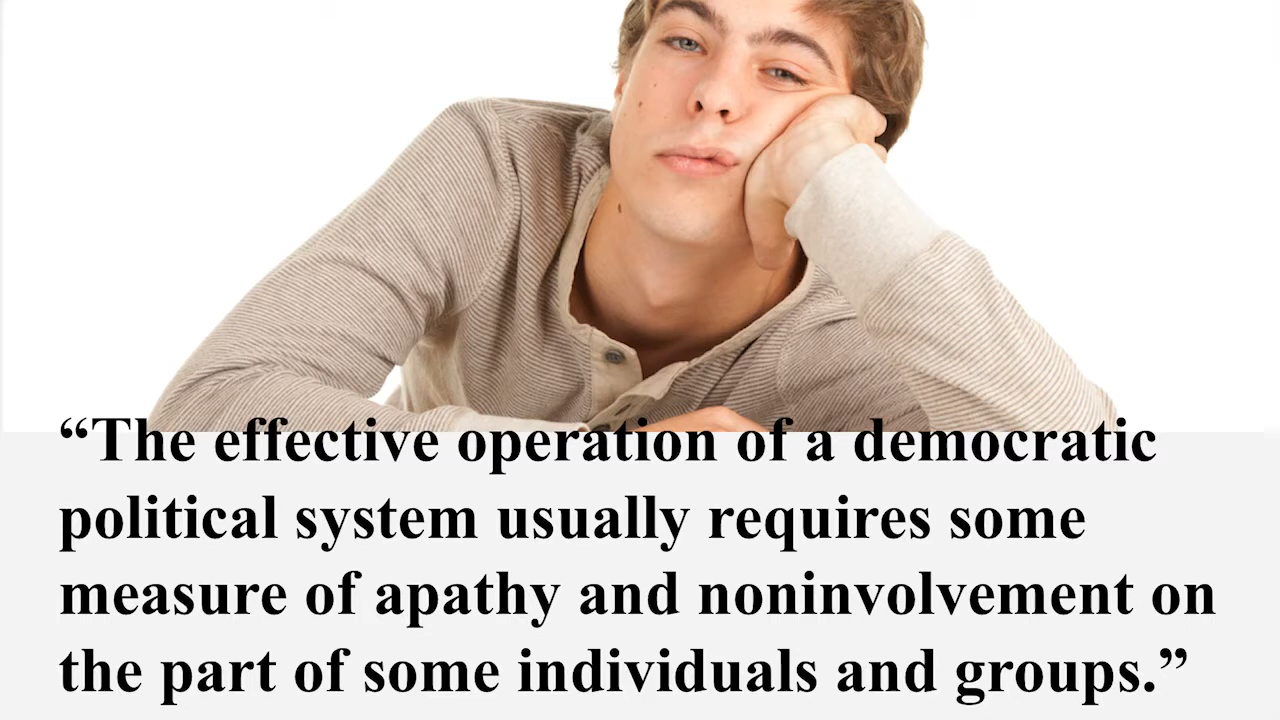 “The effective operation of a democratic
political system usually requires some
measure of apathy and noninvolvement on
the part of some individuals and groups.”